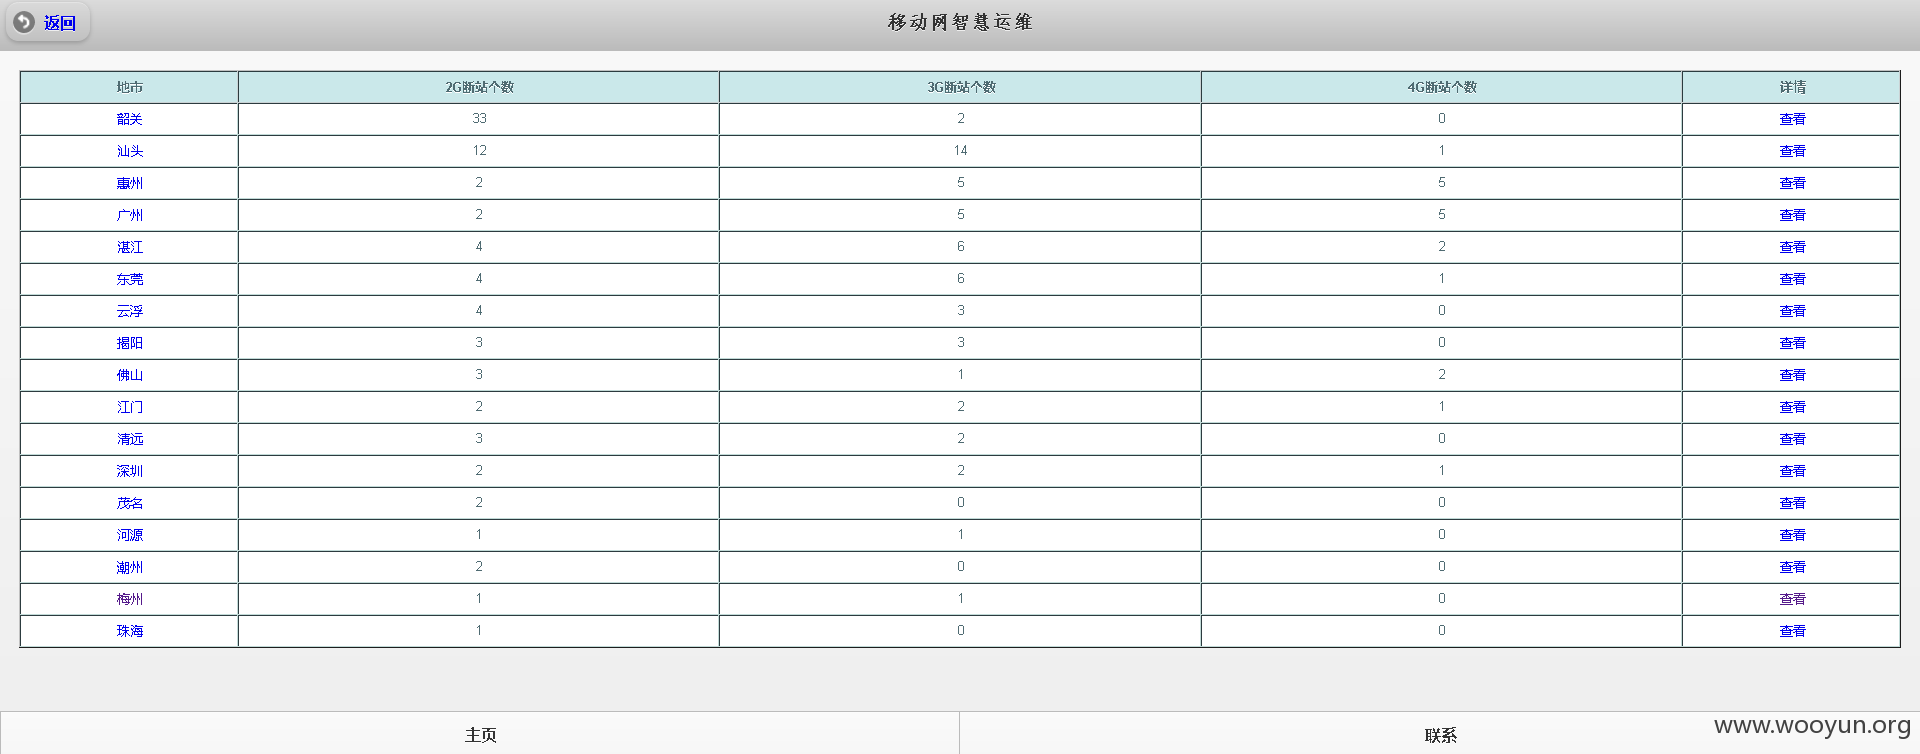 返回
移动网智慧运维
地市 2G断站个数 3G断站个数 4G断站个数 详情
韶关 33 2 0 查看
汕头 12 14 1 查看
惠州 2 5 5 查看
广州 2 5 5 查看
湛江 4 6 2 查看
东莞 4 6 1 查看
云浮 4 3 0 查看
揭阳 3 3 0 查看
佛山 3 1 2 查看
江门 2 2 1 查看
清远 3 2 0 查看
深圳 2 2 1 查看
茂名 2 0 0 查看
河源 1 1 0 查看
潮州 2 0 0 查看
梅州 1 1 0 查看
珠海 1 0 0 查看
主页 联系
www.wooyun.org